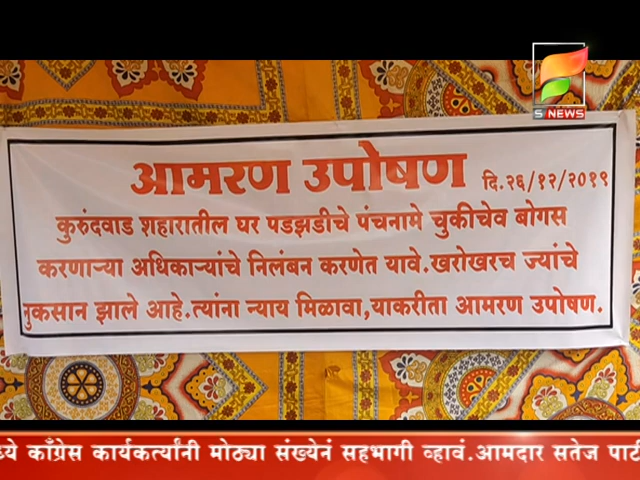 S NEWS
आमरण उपोषण दि.२६/१२/२०१९
कुरुंदवाड शहारातील घर पडझडीचे पंचनामे चुकीचेव बोगस
करणाऱ्या अधिकाऱ्यांचे निलंबन करणेत यावे.खरोखरच ज्यांचे
नुकसान झाले आहे.त्यांना न्याय मिळावा,याकरीता आमरण उपोषण.
ध्ये काँग्रेस कार्यकर्त्यांनी मोठ्या संख्येनं सहभागी व्हावं.आमदार सतेज पाटी